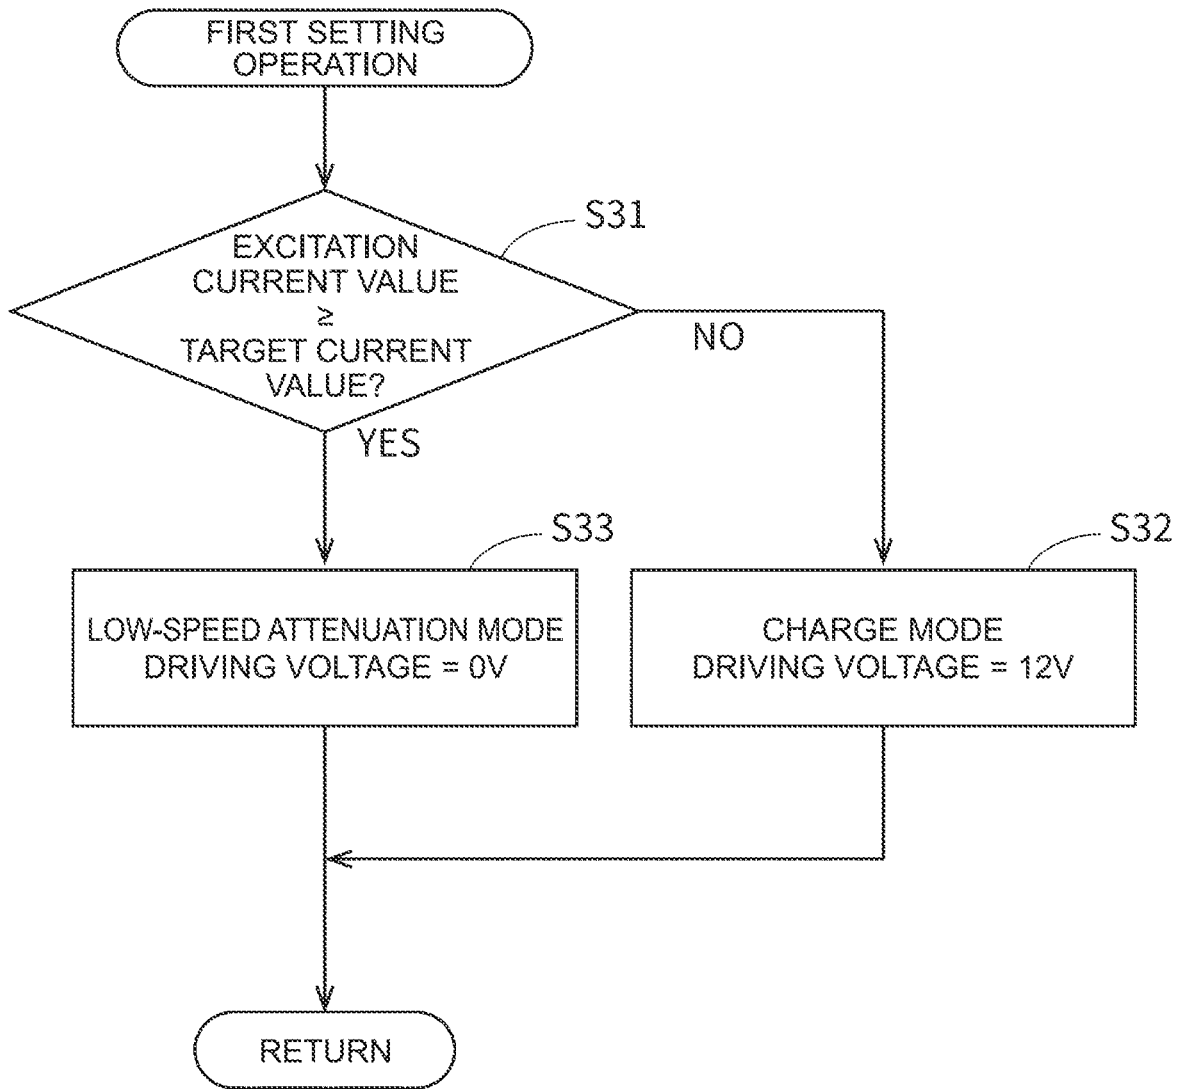 FIRST SETTING
OPERATION
S31
EXCITATION
CURRENT VALUE
≥
TARGET CURRENT
VALUE?
NO
YES
S33
S32
LOW-SPEED ATTENUATION MODE
DRIVING VOLTAGE = 0V
CHARGE MODE
DRIVING VOLTAGE = 12V
RETURN